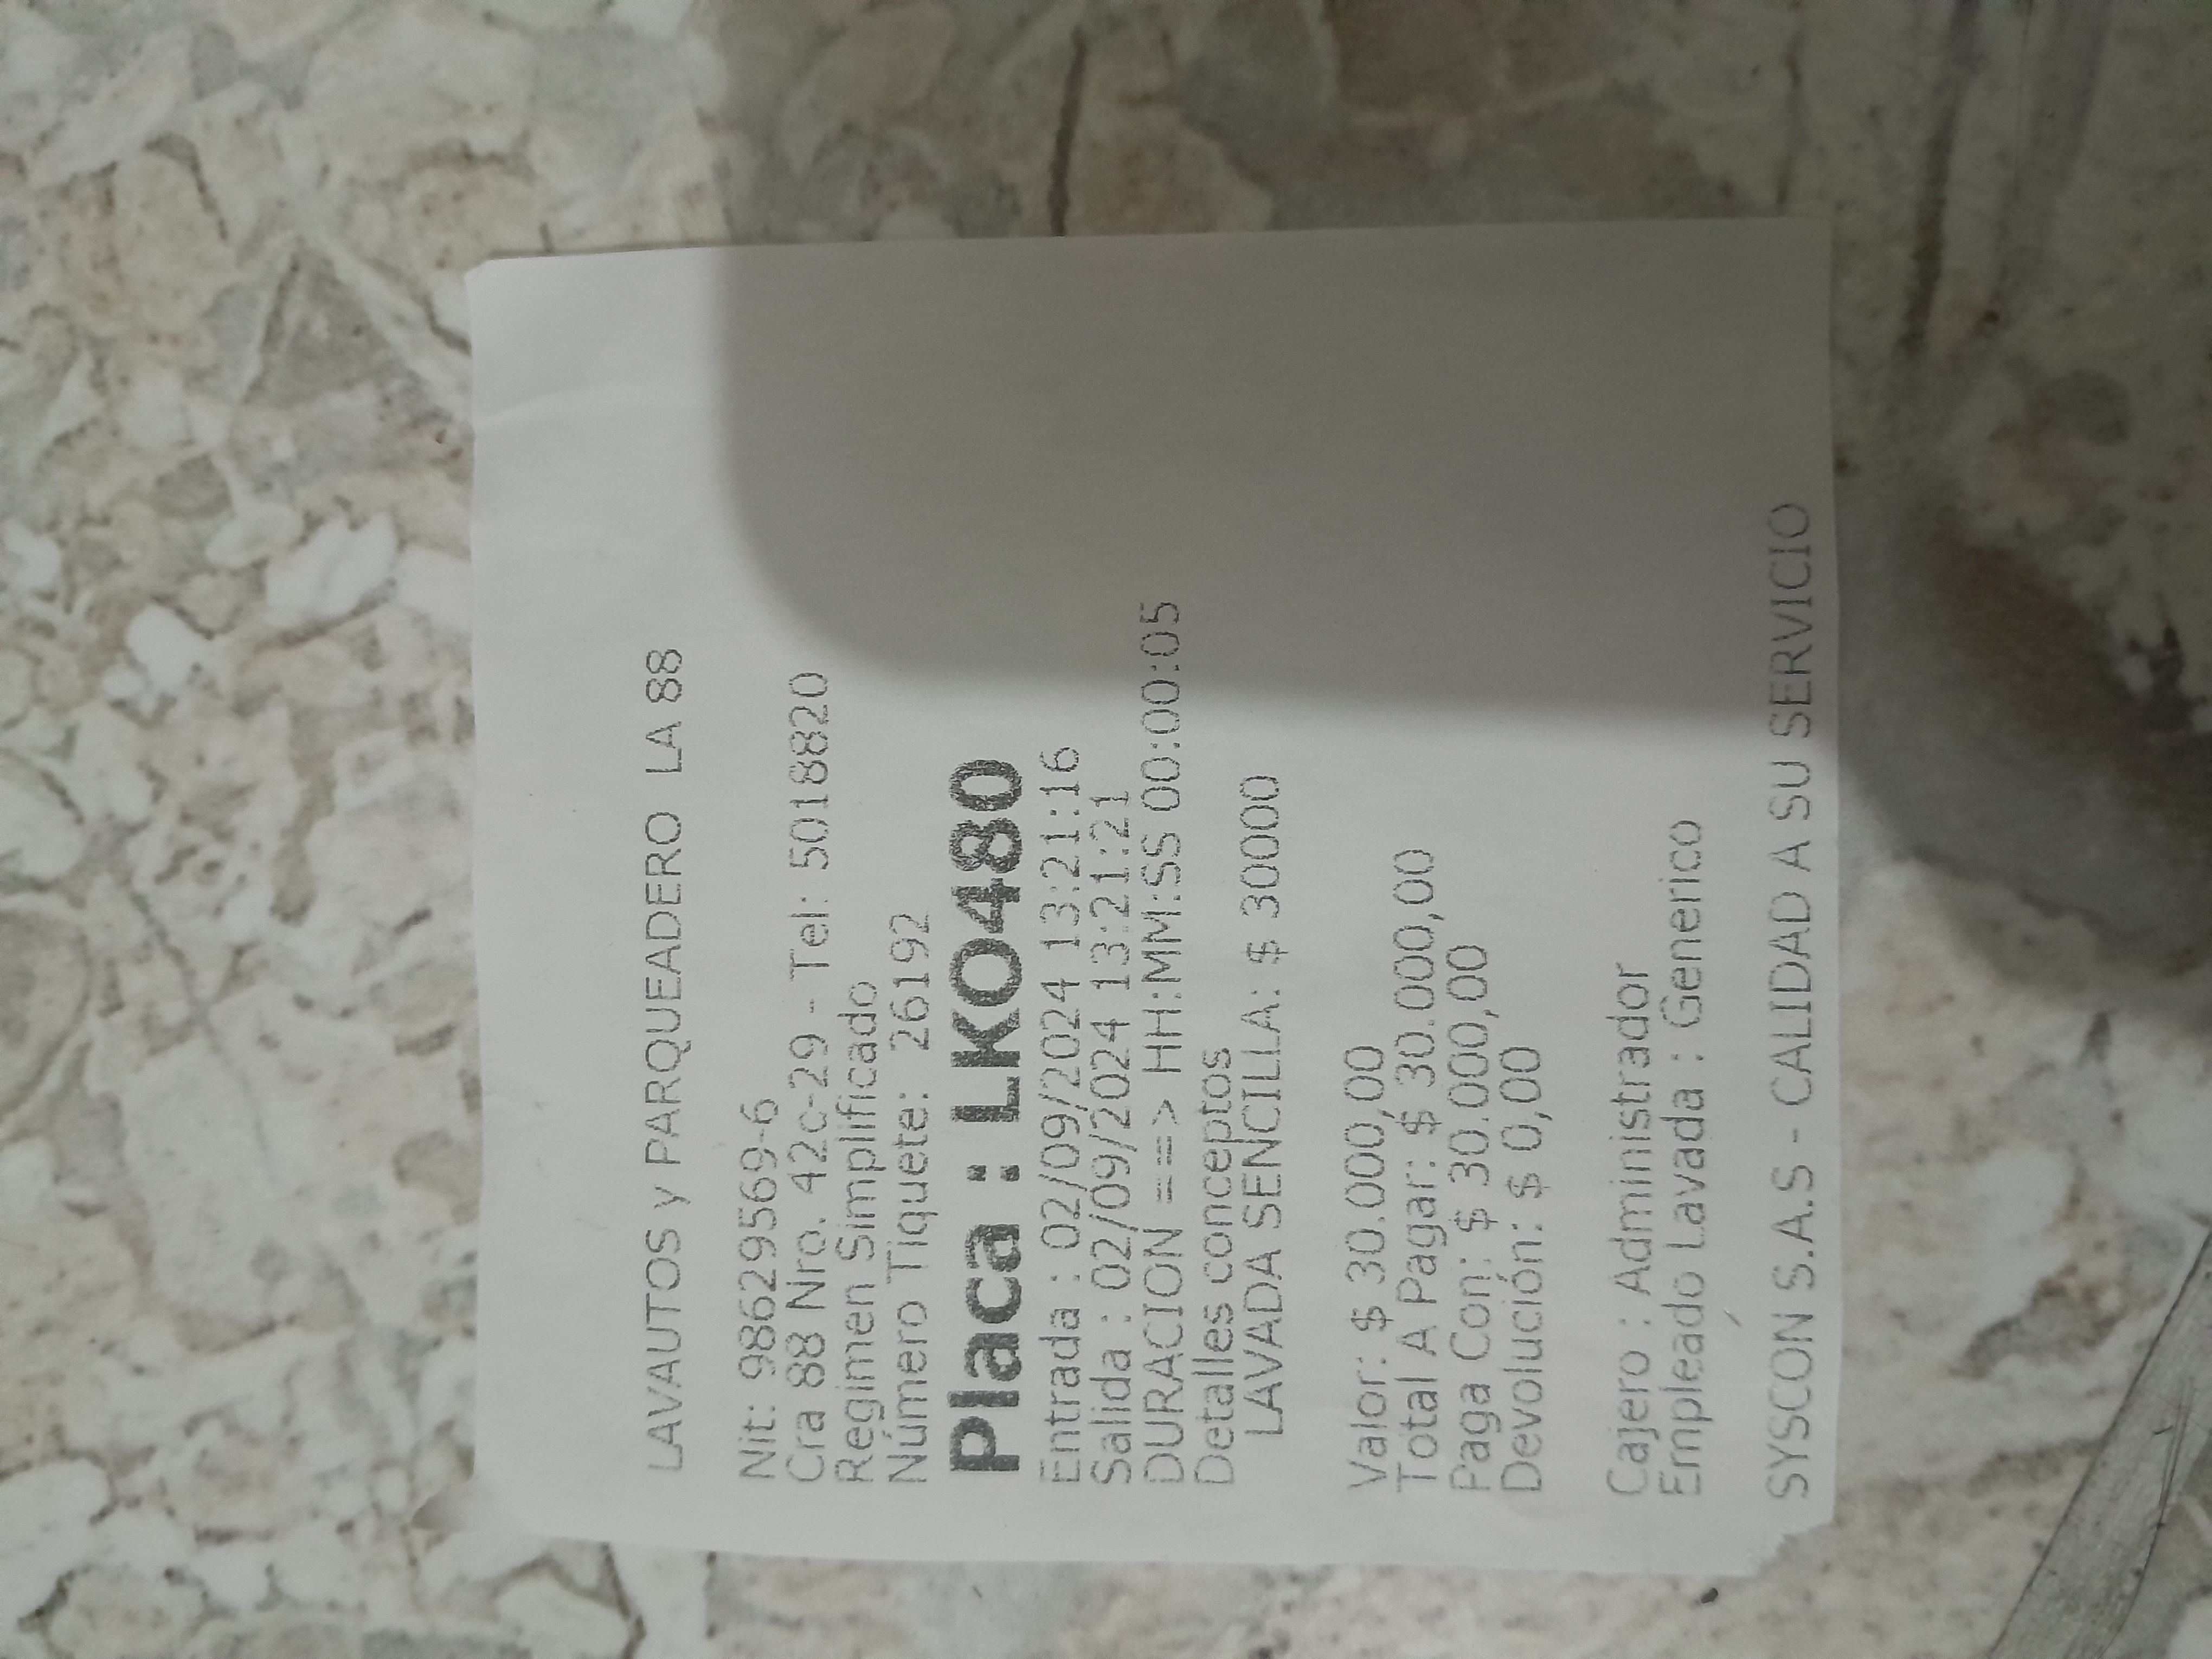 LAVAUTOS y PARQUEADERO LA 88
Nit: 98629569-6
Cra 88 Nro. 42c-29 - Tel: 5018820
Regimen Simplificado
Número Tiquete: 26192
Placa : LKO480
Entrada : 02/09/2024 13:21:16
Salida : 02/09/2024 13:21:21
DURACION ==> HH:MM:SS 00:00:05
Detalles conceptos
LAVADA SENCILLA: $ 30000
Valor: $ 30.000,00
Total A Pagar: $ 30.000,00
Paga Con: $ 30.000,00
Devolución: $ 0,00
Cajero : Administrador
Empleado Lavada : Generico
SYSCON S.A.S - CALIDAD A SU SERVICIO